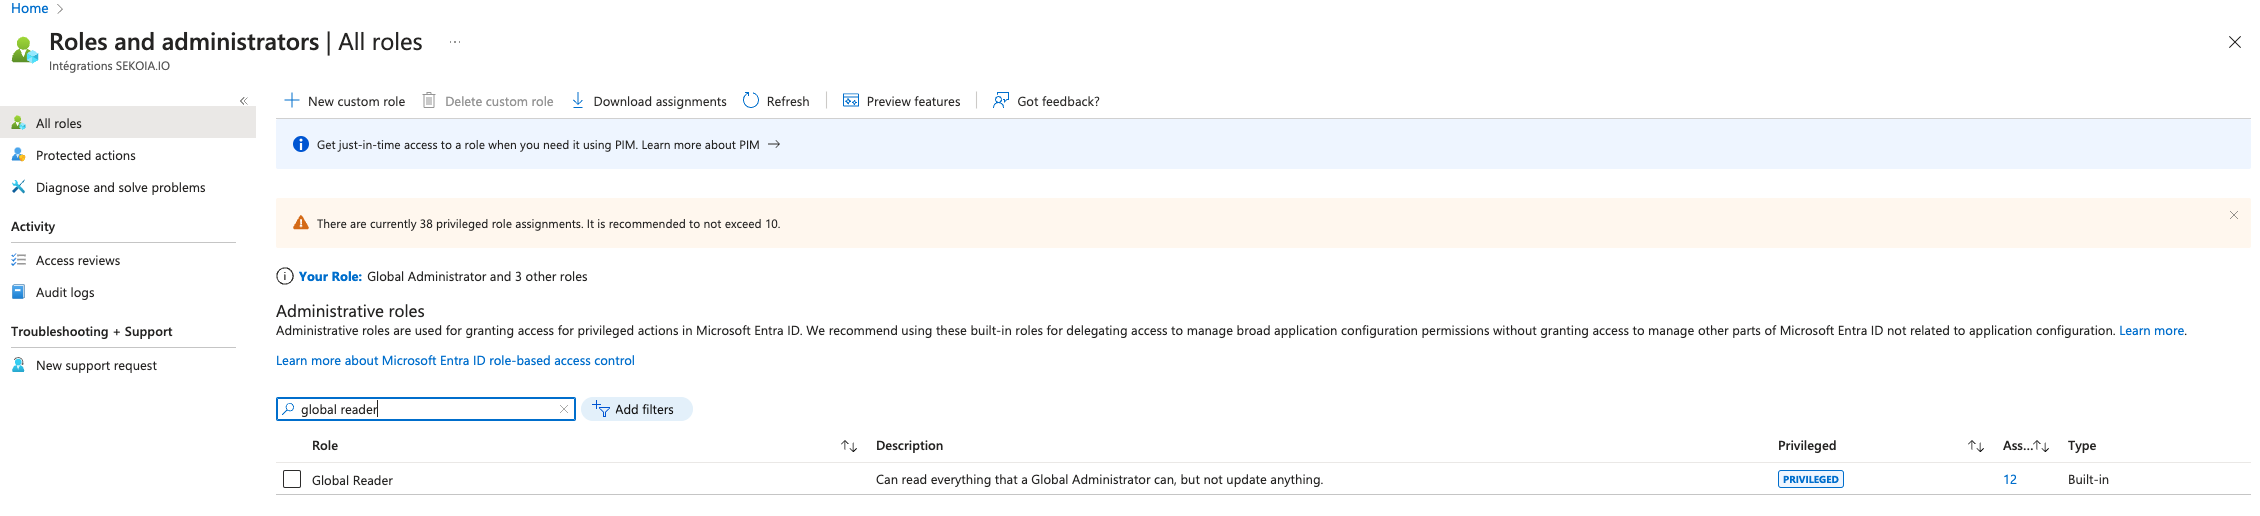 Home >
Roles and administrators | All roles ...
Intégrations SEKOIA.IO
«
All roles
Protected actions
Diagnose and solve problems
Activity
Access reviews
Audit logs
Troubleshooting + Support
New support request
New custom role Delete custom role Download assignments Refresh Preview features Got feedback?
Get just-in-time access to a role when you need it using PIM. Learn more about PIM →
There are currently 38 privileged role assignments. It is recommended to not exceed 10.
Your Role: Global Administrator and 3 other roles
Administrative roles
Administrative roles are used for granting access for privileged actions in Microsoft Entra ID. We recommend using these built-in roles for delegating access to manage broad application configuration permissions without granting access to manage other parts of Microsoft Entra ID not related to application configuration. Learn more.
Learn more about Microsoft Entra ID role-based access control
global reader Add filters
Role Description Privileged Ass... Type
Global Reader Can read everything that a Global Administrator can, but not update anything. PRIVILEGED 12 Built-in